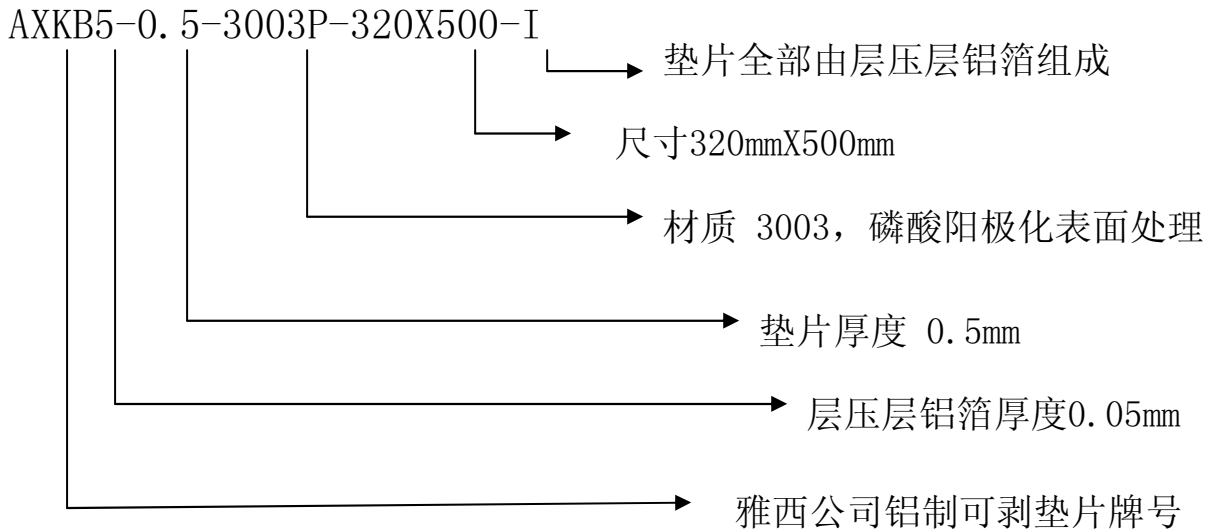 AXKB5-0.5-3003P-320X500-I
垫片全部由层压层铝箔组成
尺寸320mmX500mm
材质 3003，磷酸阳极化表面处理
垫片厚度 0.5mm
层压层铝箔厚度0.05mm
雅西公司铝制可剥垫片牌号